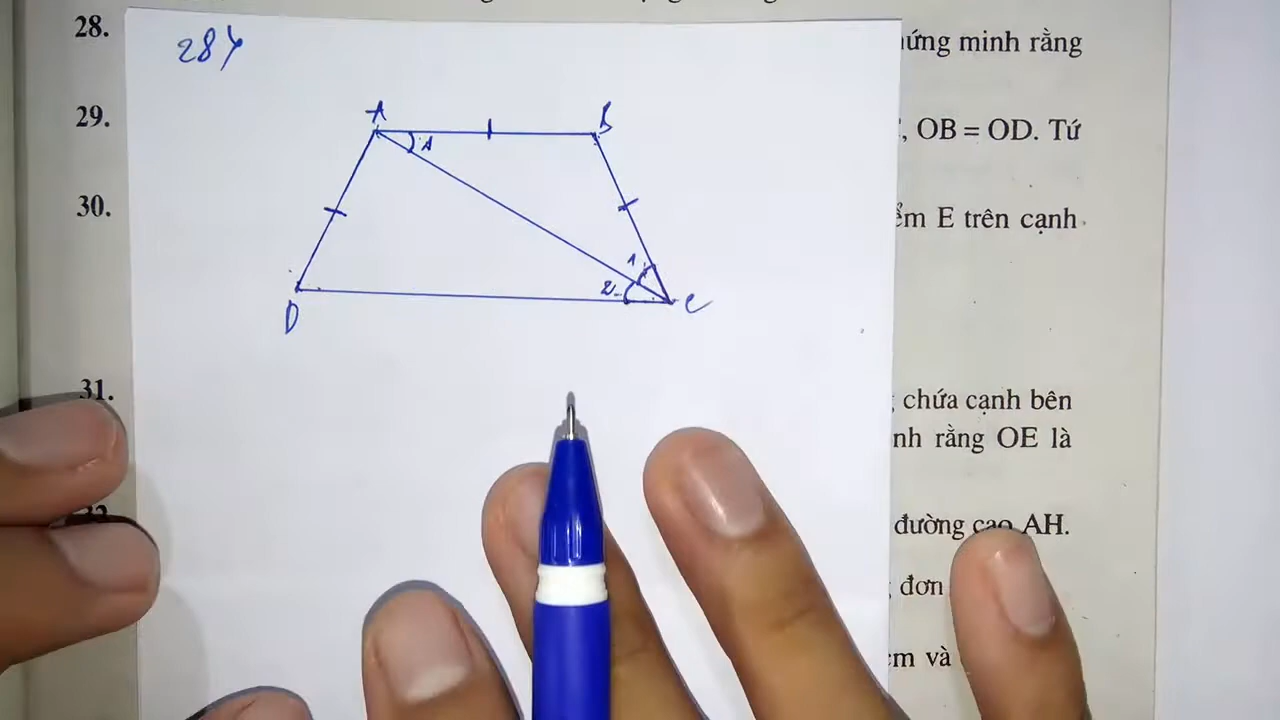 28.
28)
ứng minh rằng
29.
, OB = OD. Tứ
30.
ểm E trên cạnh
A
B
1
1
2
D
C
31.
chứa cạnh bên
nh rằng OE là
đường cao AH.
đơn
m và